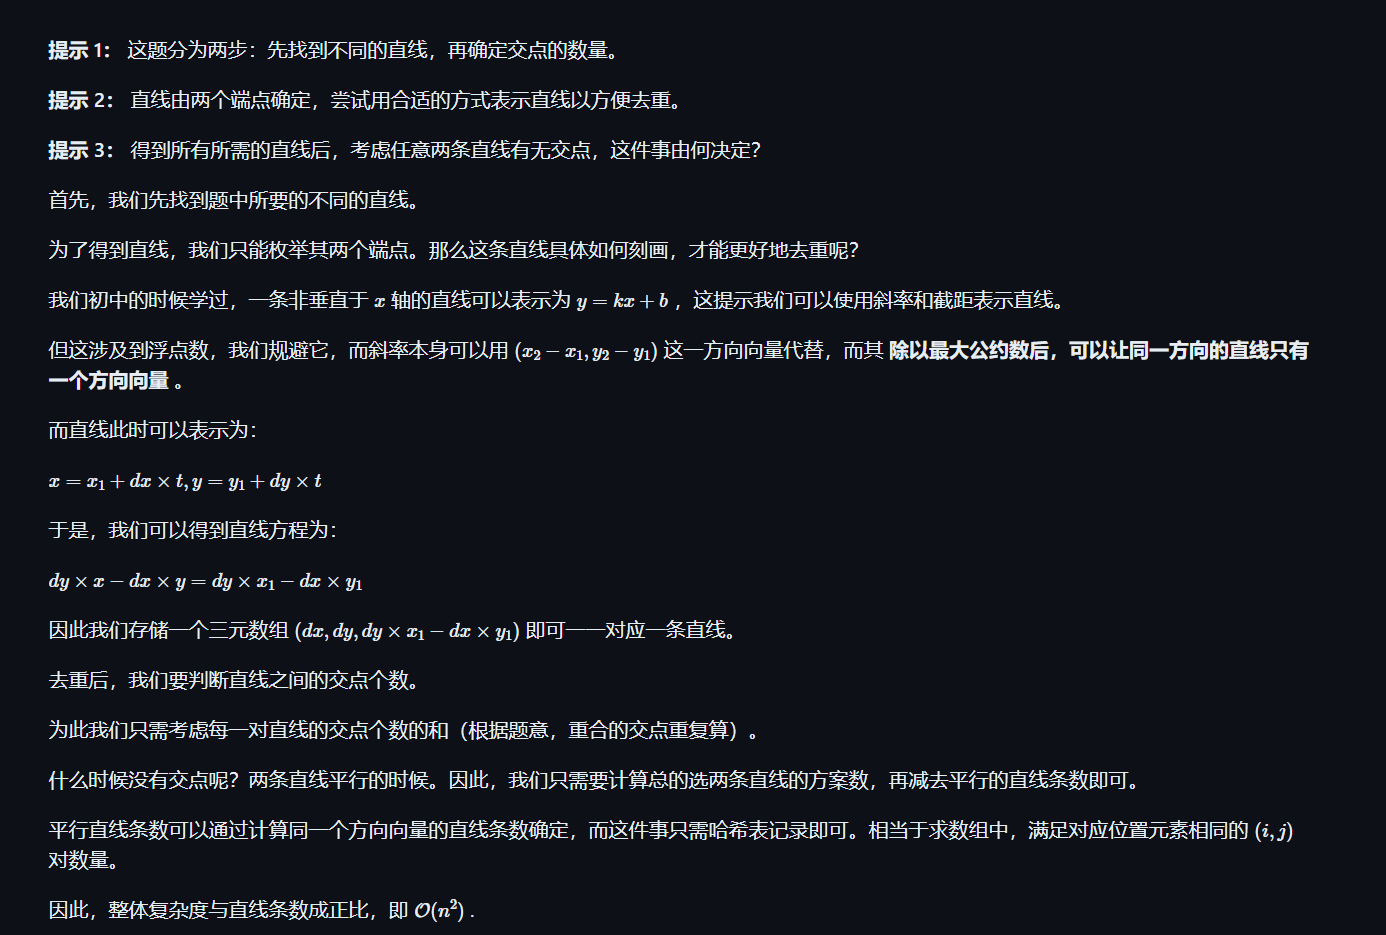 提示 1： 这题分为两步：先找到不同的直线，再确定交点的数量。
提示 2： 直线由两个端点确定，尝试用合适的方式表示直线以方便去重。
提示 3： 得到所有所需的直线后，考虑任意两条直线有无交点，这件事由何决定？
首先，我们先找到题中所要的不同的直线。
为了得到直线，我们只能枚举其两个端点。那么这条直线具体如何刻画，才能更好地去重呢？
我们初中的时候学过，一条非垂直于 x 轴的直线可以表示为 y = kx + b ，这提示我们可以使用斜率和截距表示直线。
但这涉及到浮点数，我们规避它，而斜率本身可以用 (x₂ − x₁, y₂ − y₁) 这一方向向量代替，而其 除以最大公约数后，可以让同一方向的直线只有
一个方向向量 。
而直线此时可以表示为：
x = x₁ + dx × t, y = y₁ + dy × t
于是，我们可以得到直线方程为：
dy × x − dx × y = dy × x₁ − dx × y₁
因此我们存储一个三元数组 (dx, dy, dy × x₁ − dx × y₁) 即可一一对应一条直线。
去重后，我们要判断直线之间的交点个数。
为此我们只需考虑每一对直线的交点个数的和（根据题意，重合的交点重复算）。
什么时候没有交点呢？两条直线平行的时候。因此，我们只需要计算总的选两条直线的方案数，再减去平行的直线条数即可。
平行直线条数可以通过计算同一个方向向量的直线条数确定，而这件事只需哈希表记录即可。相当于求数组中，满足对应位置元素相同的 (i, j)
对数量。
因此，整体复杂度与直线条数成正比，即 𝒪(n²) .